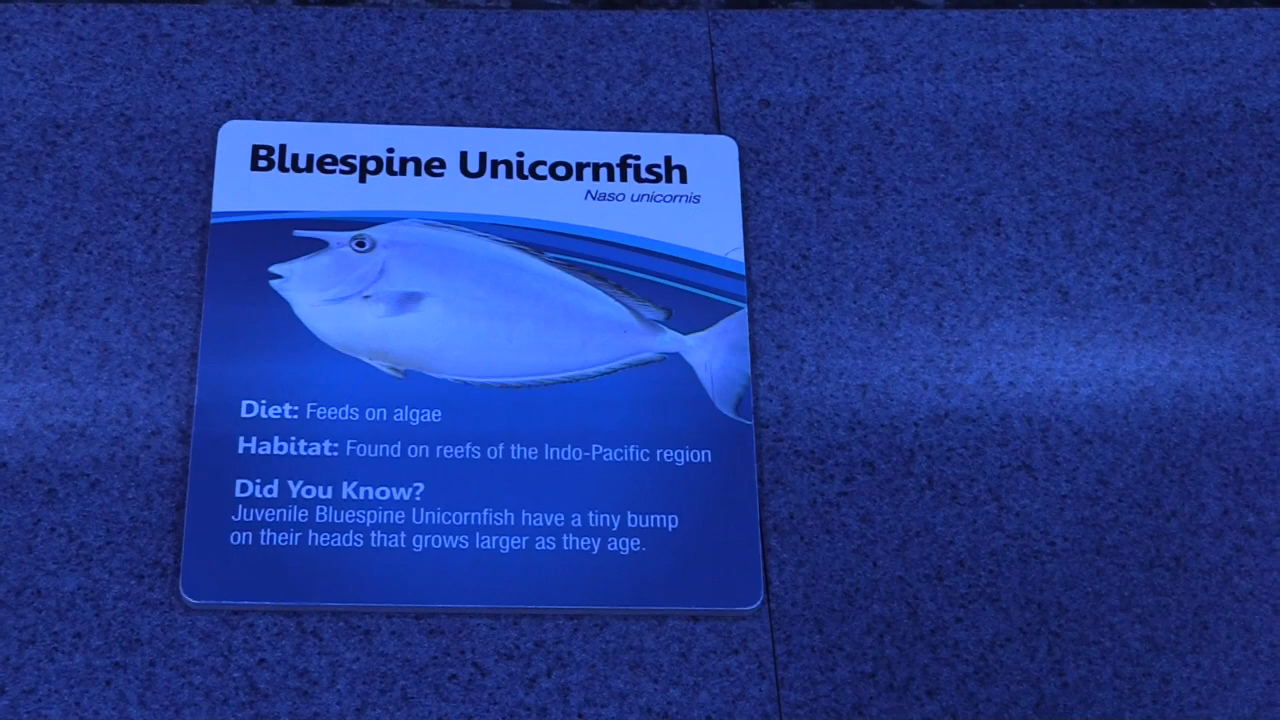 Bluespine Unicornfish
Naso unicornis
Diet: Feeds on algae
Habitat: Found on reefs of the Indo-Pacific region
Did You Know?
Juvenile Bluespine Unicornfish have a tiny bump
on their heads that grows larger as they age.